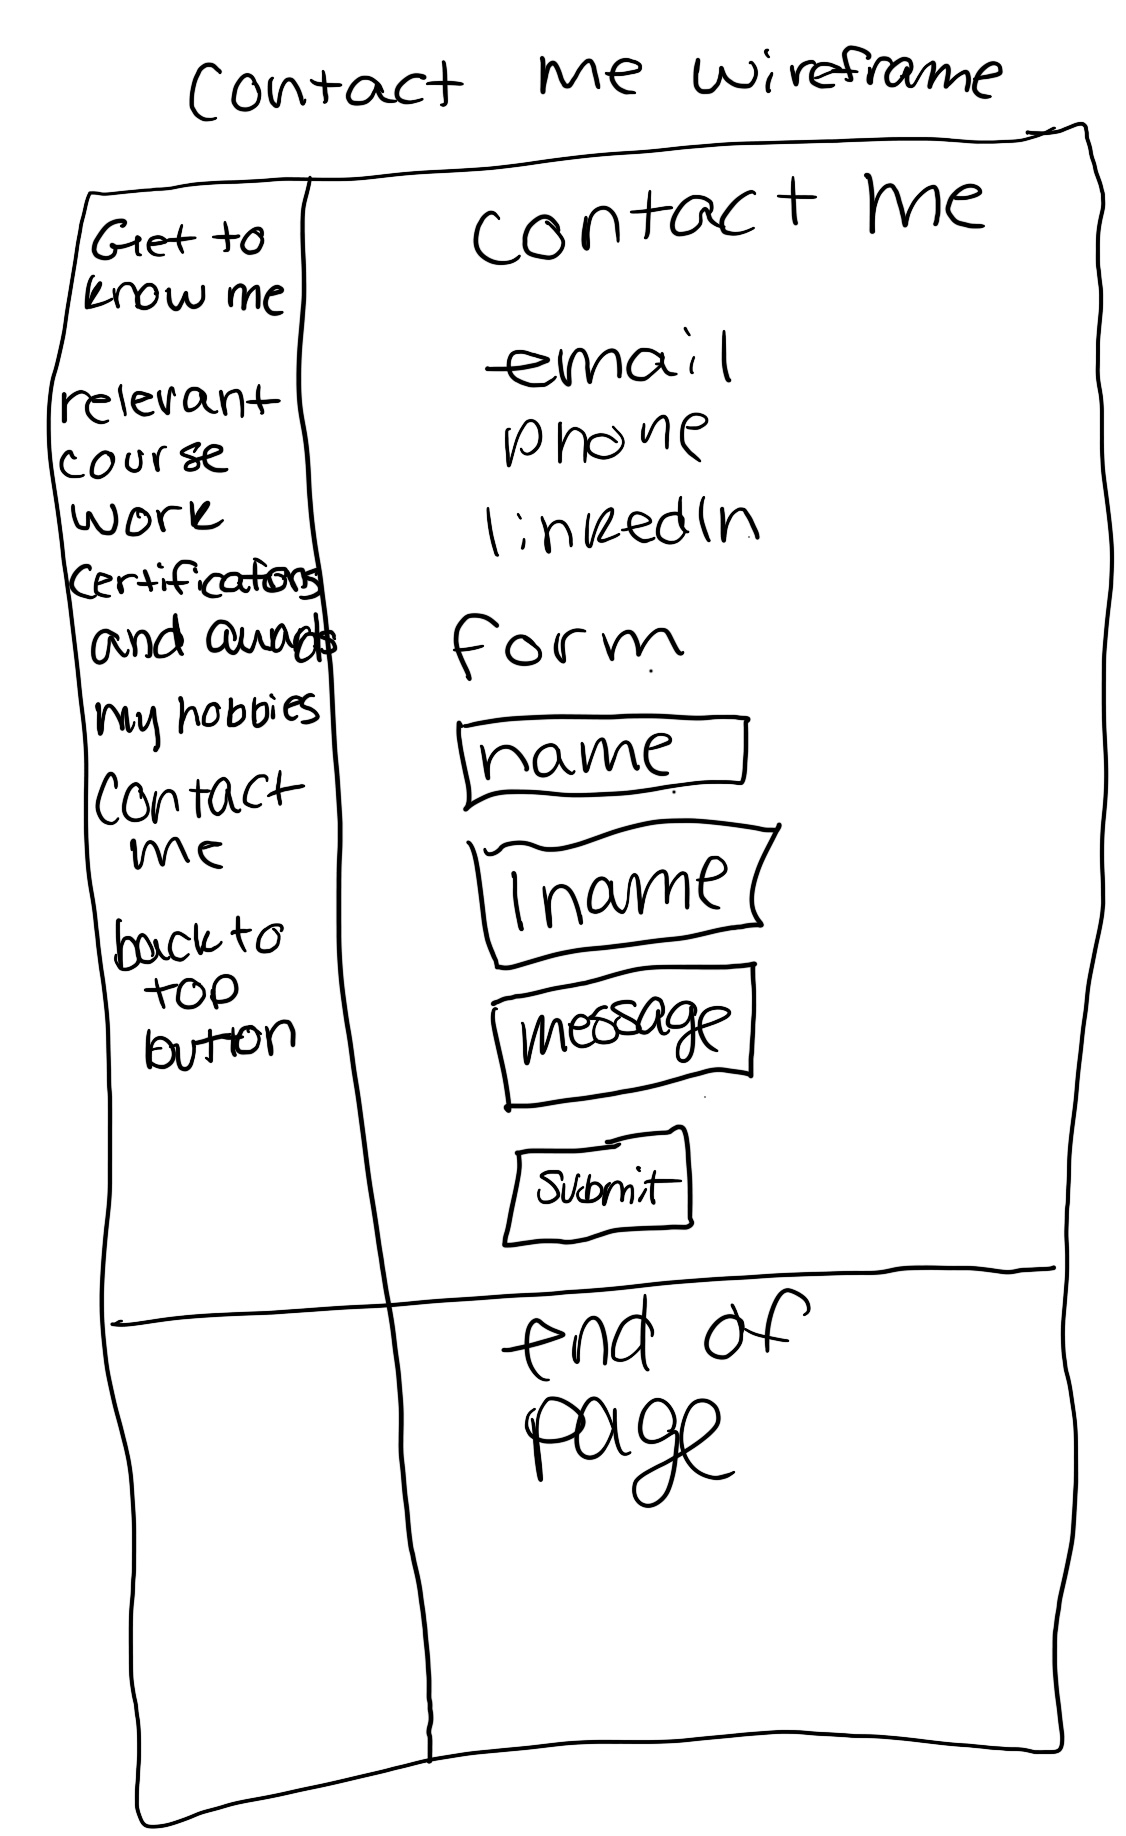 Contact me wireframe
Get to
know me
relevant
course
work
Certifications
and awards
my hobbies
Contact
me
back to
top
button
Contact me
email
phone
linkedIn
form
name
lname
message
Submit
end of
page